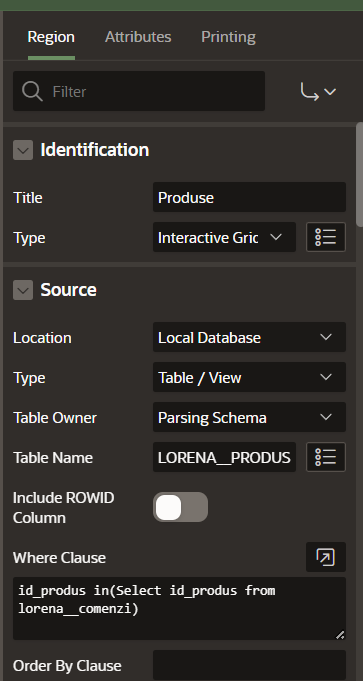 Region Attributes Printing
Filter
Identification
Title Produse
Type Interactive Gric
Source
Location Local Database
Type Table / View
Table Owner Parsing Schema
Table Name LORENA__PRODUS
Include ROWID
Column
Where Clause
id_produs in(Select id_produs from
lorena__comenzi)
Order By Clause